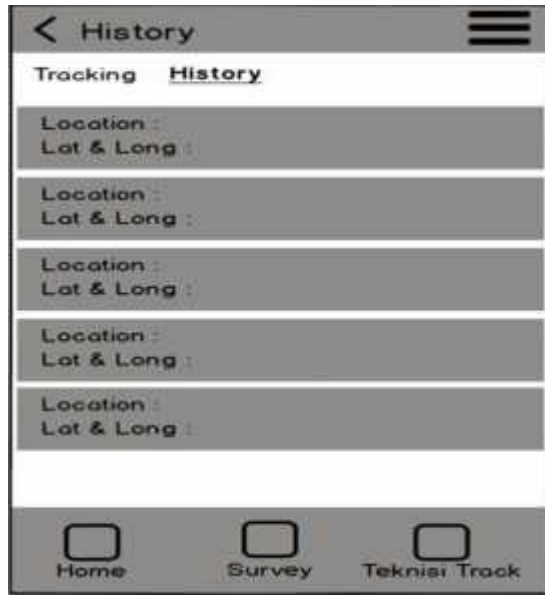 < History
Tracking History
Location :
Lat & Long :
Location :
Lat & Long :
Location :
Lat & Long :
Location :
Lat & Long :
Location :
Lat & Long :
Home Survey Teknisi Track